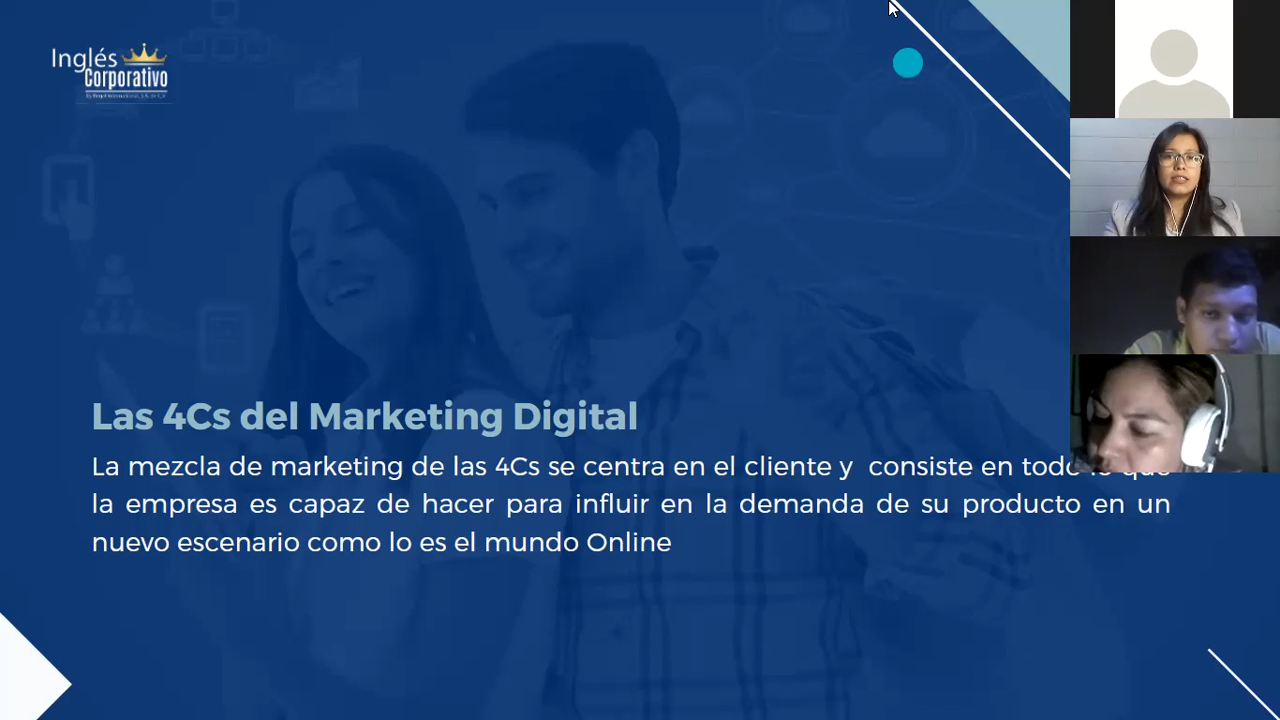 Inglés
Corporativo
Las 4Cs del Marketing Digital
La mezcla de marketing de las 4Cs se centra en el cliente y consiste en todo lo que
la empresa es capaz de hacer para influir en la demanda de su producto en un
nuevo escenario como lo es el mundo Online